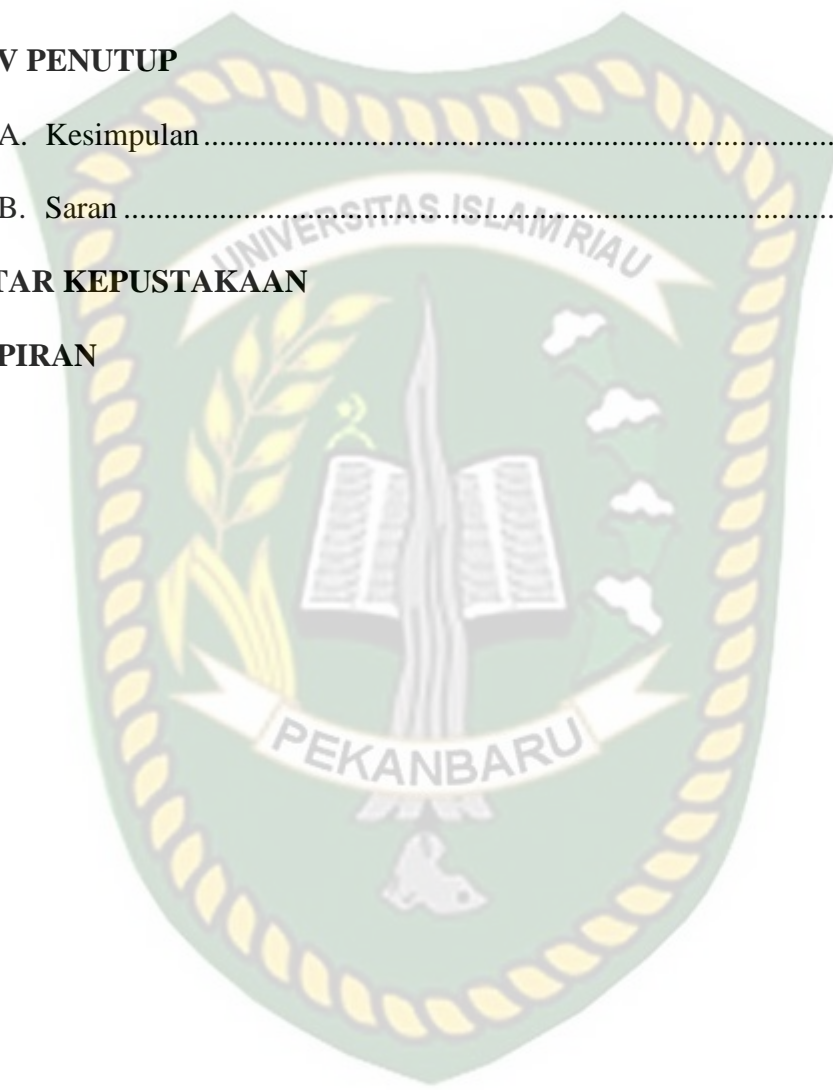 V PENUTUP
A. Kesimpulan ..............................................................................
B. Saran ........................................................................................
UNIVERSITAS ISLAM RIAU
TAR KEPUSTAKAAN
PIRAN
PEKANBARU